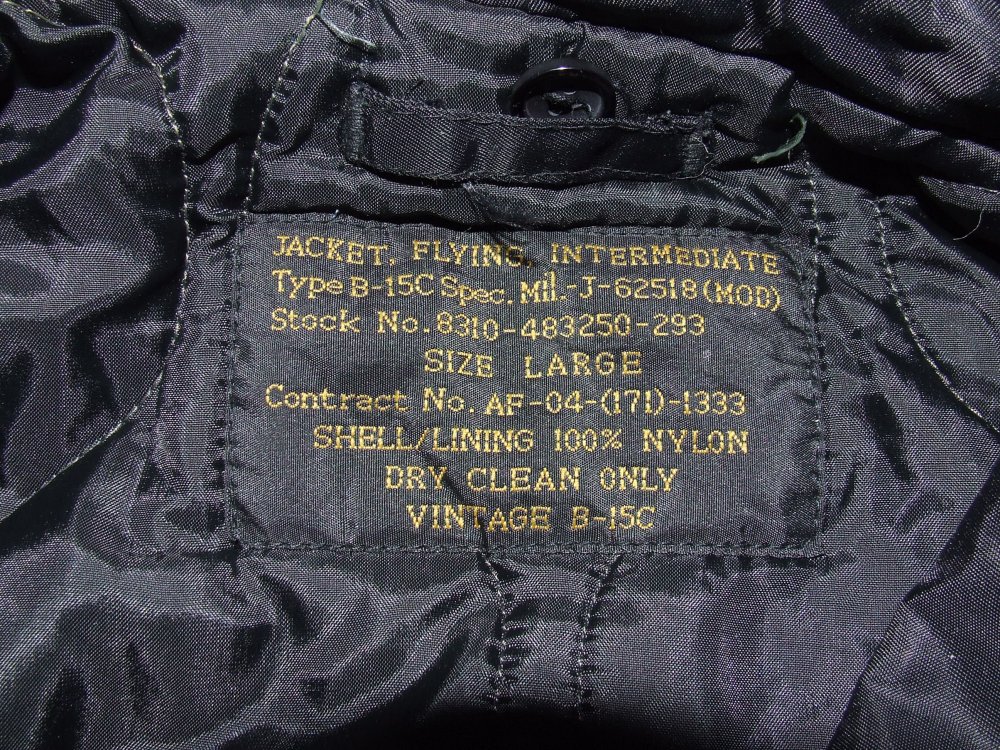 JACKET, FLYING, INTERMEDIATE
Type B-15C Spec. Mil.-J-62518 (MOD)
Stock No. 8310-483250-293
SIZE LARGE
Contract No. AF-04-(171)-1333
SHELL/LINING 100% NYLON
DRY CLEAN ONLY
VINTAGE B-15C